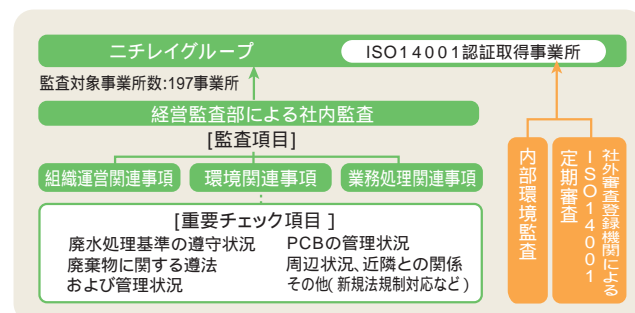 ニチレイグループ
ISO14001認証取得事業所
監査対象事業所数:197事業所
経営監査部による社内監査
[監査項目]
組織運営関連事項
環境関連事項
業務処理関連事項
[重要チェック項目]
廃水処理基準の遵守状況
廃棄物に関する遵法
および管理状況
PCBの管理状況
周辺状況、近隣との関係
その他(新規法規制対応など)
内部環境監査
社外審査登録機関による
ISO14001
定期審査